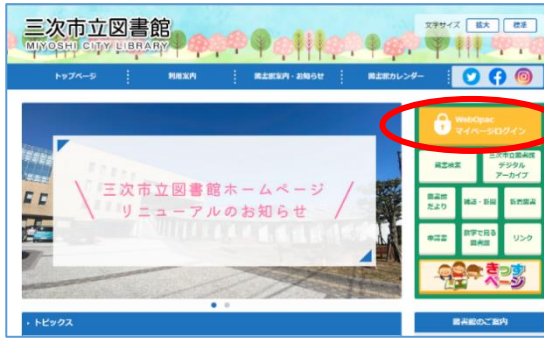 三次市立図書館
MIYOSHI CITY LIBRARY
文字サイズ 拡大 標準
トップページ
利用案内
図書館案内・お知らせ
図書館カレンダー
WebOpac
マイページログイン
三次市立図書館ホームページ
リニューアルのお知らせ
蔵書検索
三次市立図書館
デジタル
アーカイブ
図書館
だより
雑誌・新聞
新着図書
申請書
数字で見る
図書館
リンク
きっず
ページ
トピックス
図書館のご案内